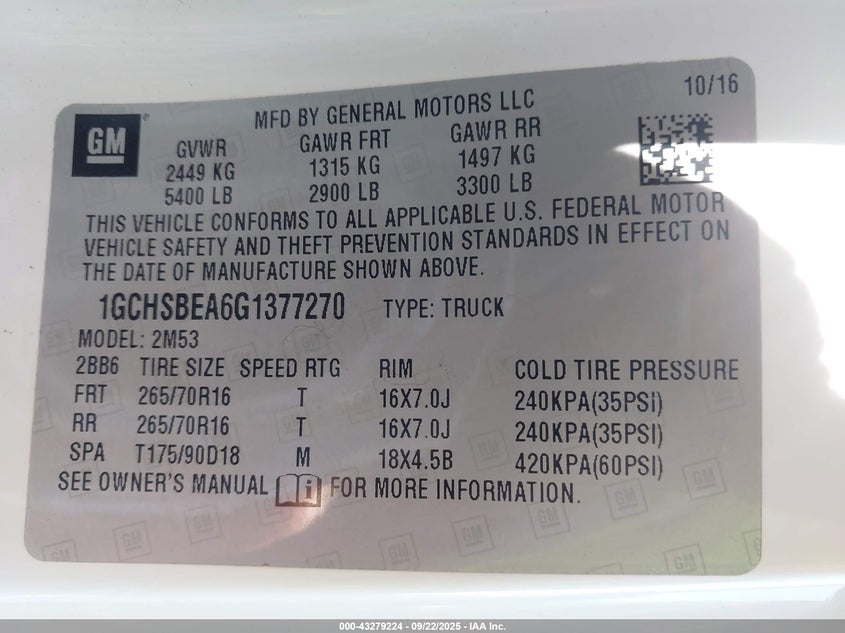 10/16
GM
MFD BY GENERAL MOTORS LLC
GVWR GAWR FRT GAWR RR
2449 KG 1315 KG 1497 KG
5400 LB 2900 LB 3300 LB
THIS VEHICLE CONFORMS TO ALL APPLICABLE U.S. FEDERAL MOTOR
VEHICLE SAFETY AND THEFT PREVENTION STANDARDS IN EFFECT ON
THE DATE OF MANUFACTURE SHOWN ABOVE.
1GCHSBEA6G1377270 TYPE: TRUCK
MODEL: 2M53
2BB6 TIRE SIZE SPEED RTG RIM COLD TIRE PRESSURE
FRT 265/70R16 T 16X7.0J 240KPA(35PSI)
RR 265/70R16 T 16X7.0J 240KPA(35PSI)
SPA T175/90D18 M 18X4.5B 420KPA(60PSI)
SEE OWNER'S MANUAL FOR MORE INFORMATION.
000-43279224 - 09/22/2025 - IAA Inc.